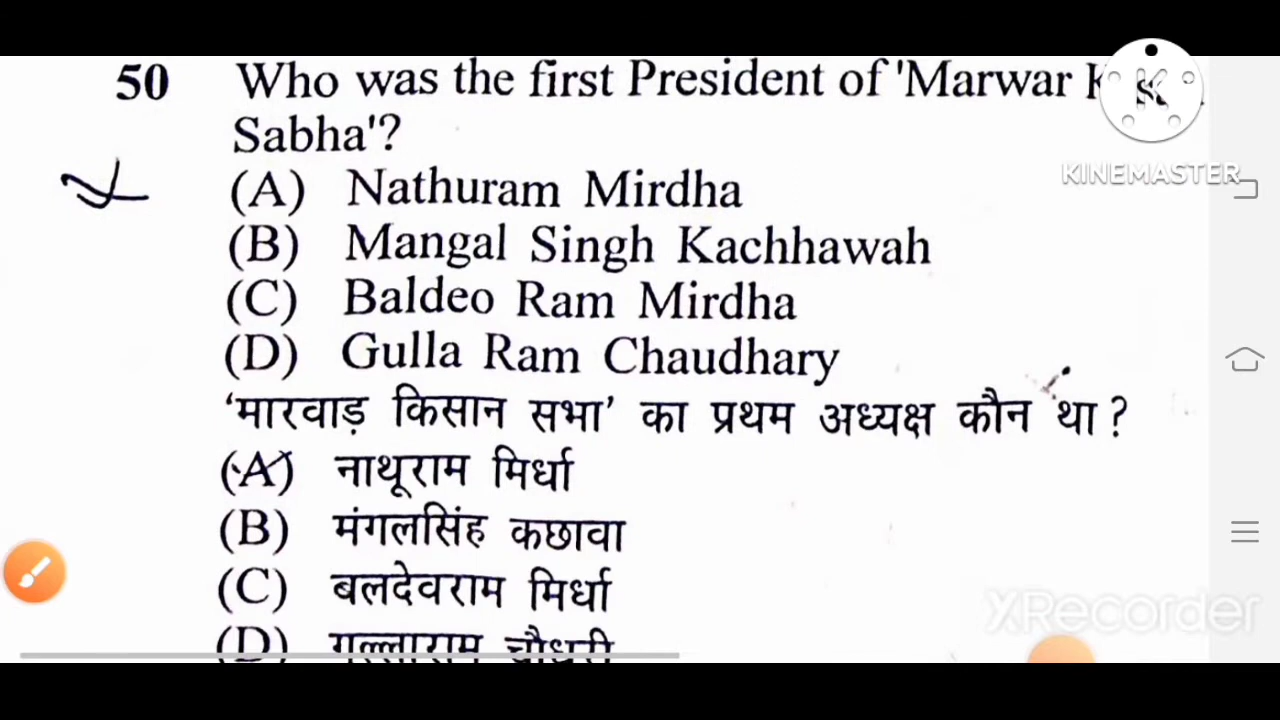 50 Who was the first President of 'Marwar
Sabha'?
(A) Nathuram Mirdha
(B) Mangal Singh Kachhawah
(C) Baldeo Ram Mirdha
(D) Gulla Ram Chaudhary
‘मारवाड़ किसान सभा’ का प्रथम अध्यक्ष कौन था ?
(A) नाथूराम मिर्धा
(B) मंगलसिंह कछावा
(C) बलदेवराम मिर्धा
(D) गुल्लाराम चौधरी
K
KINEMASTER
XRecorder